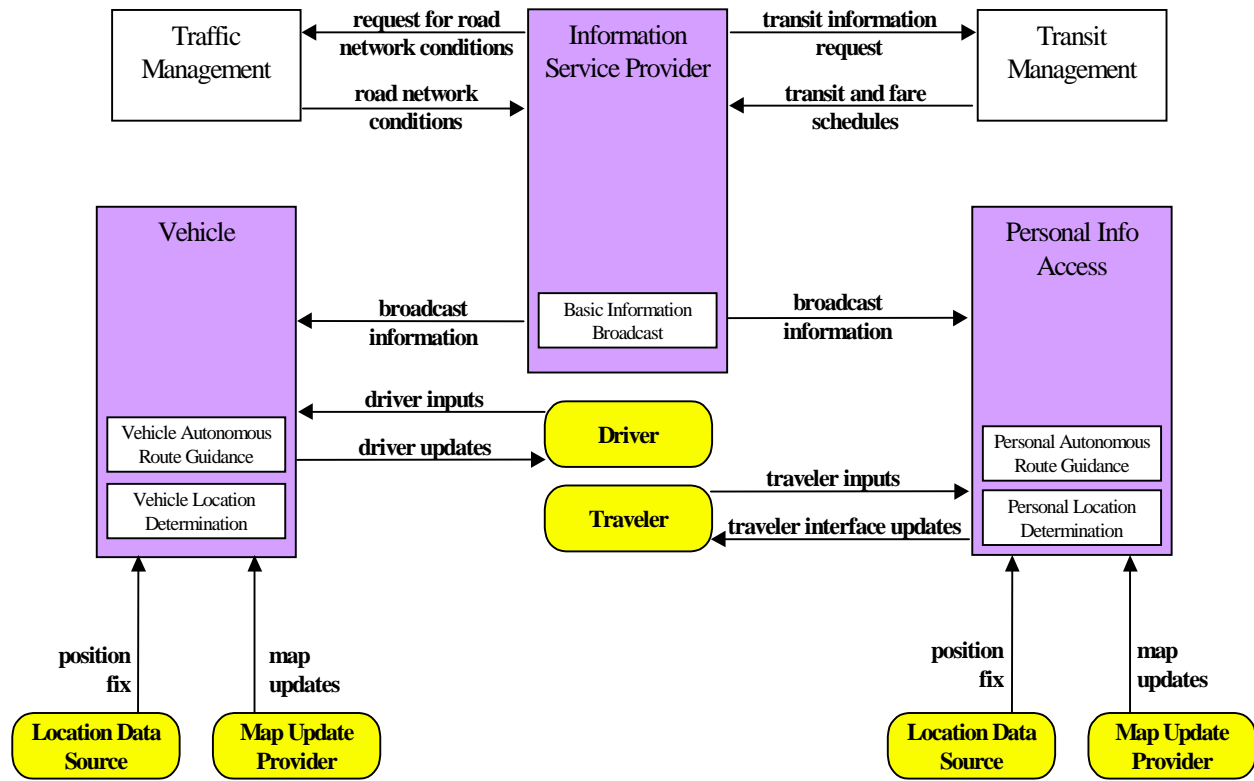 Traffic
Management
request for road
network conditions
road network
conditions
Information
Service Provider
transit information
request
transit and fare
schedules
Transit
Management
Vehicle
Personal Info
Access
broadcast
information
Basic Information
Broadcast
broadcast
information
driver inputs
driver updates
Driver
Vehicle Autonomous
Route Guidance
Vehicle Location
Determination
Traveler
traveler inputs
traveler interface updates
Personal Autonomous
Route Guidance
Personal Location
Determination
position
fix
map
updates
position
fix
map
updates
Location Data
Source
Map Update
Provider
Location Data
Source
Map Update
Provider